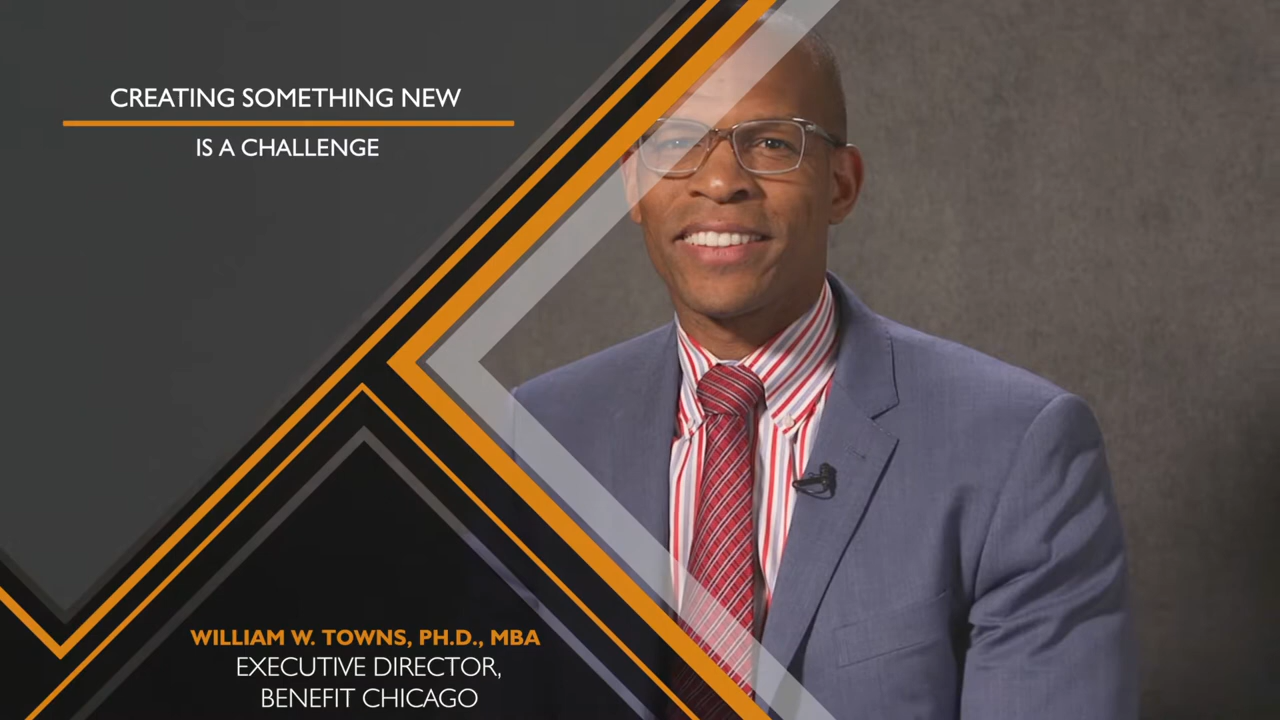 CREATING SOMETHING NEW
IS A CHALLENGE
WILLIAM W. TOWNS, PH.D., MBA
EXECUTIVE DIRECTOR,
BENEFIT CHICAGO